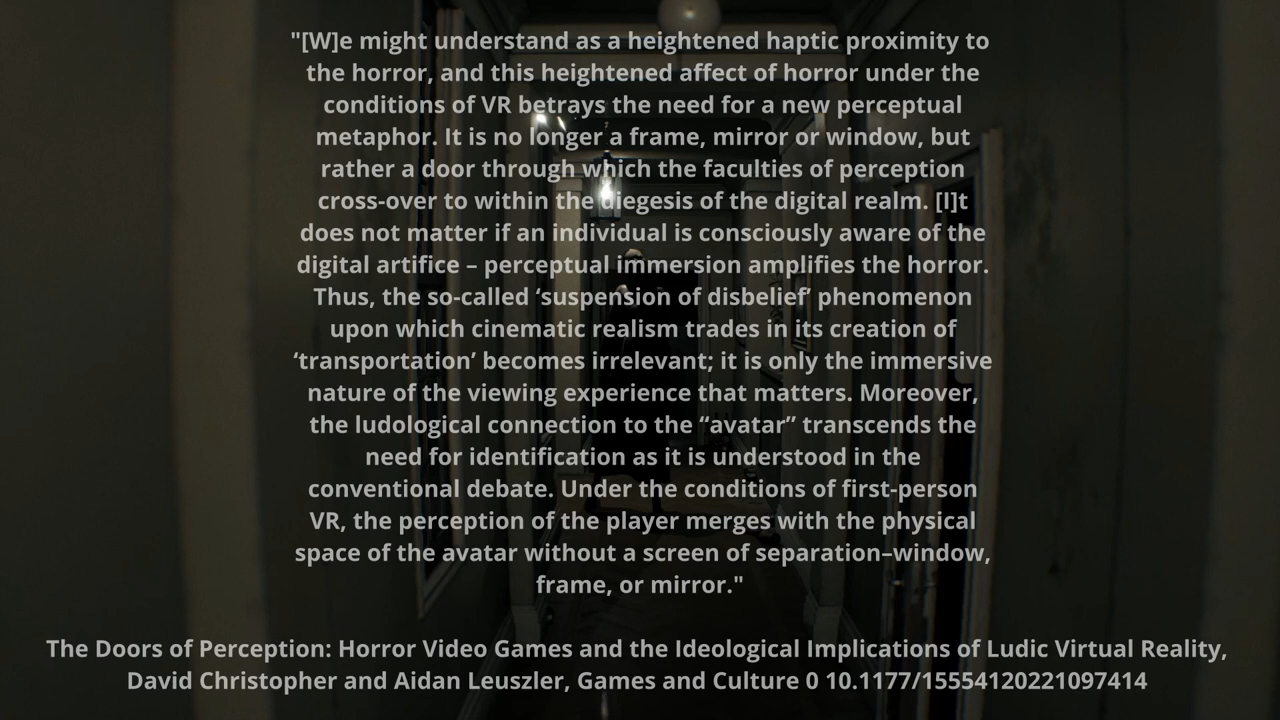 "[W]e might understand as a heightened haptic proximity to
the horror, and this heightened affect of horror under the
conditions of VR betrays the need for a new perceptual
metaphor. It is no longer a frame, mirror or window, but
rather a door through which the faculties of perception
cross-over to within the diegesis of the digital realm. [I]t
does not matter if an individual is consciously aware of the
digital artifice – perceptual immersion amplifies the horror.
Thus, the so-called ‘suspension of disbelief’ phenomenon
upon which cinematic realism trades in its creation of
‘transportation’ becomes irrelevant; it is only the immersive
nature of the viewing experience that matters. Moreover,
the ludological connection to the “avatar” transcends the
need for identification as it is understood in the
conventional debate. Under the conditions of first-person
VR, the perception of the player merges with the physical
space of the avatar without a screen of separation–window,
frame, or mirror."
The Doors of Perception: Horror Video Games and the Ideological Implications of Ludic Virtual Reality,
David Christopher and Aidan Leuszler, Games and Culture 0 10.1177/15554120221097414